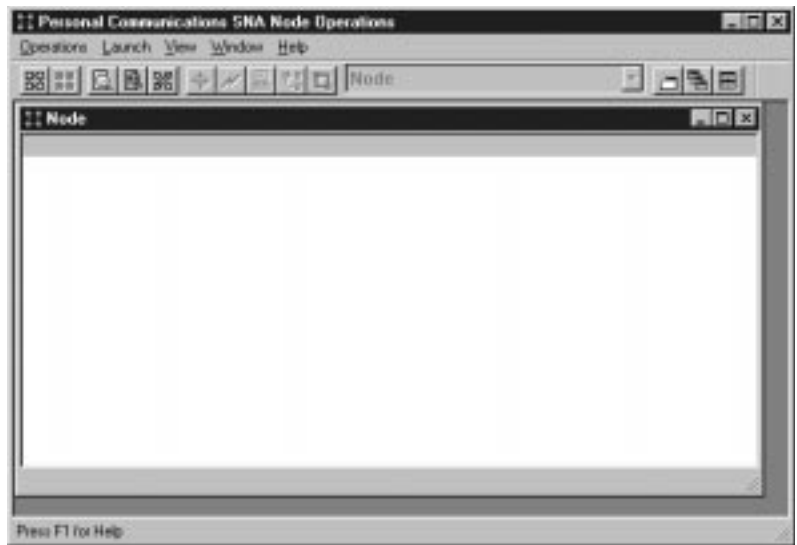 Personal Communications SNA Node Operations
Operations Launch View Window Help
Node
Node
Press F1 for Help